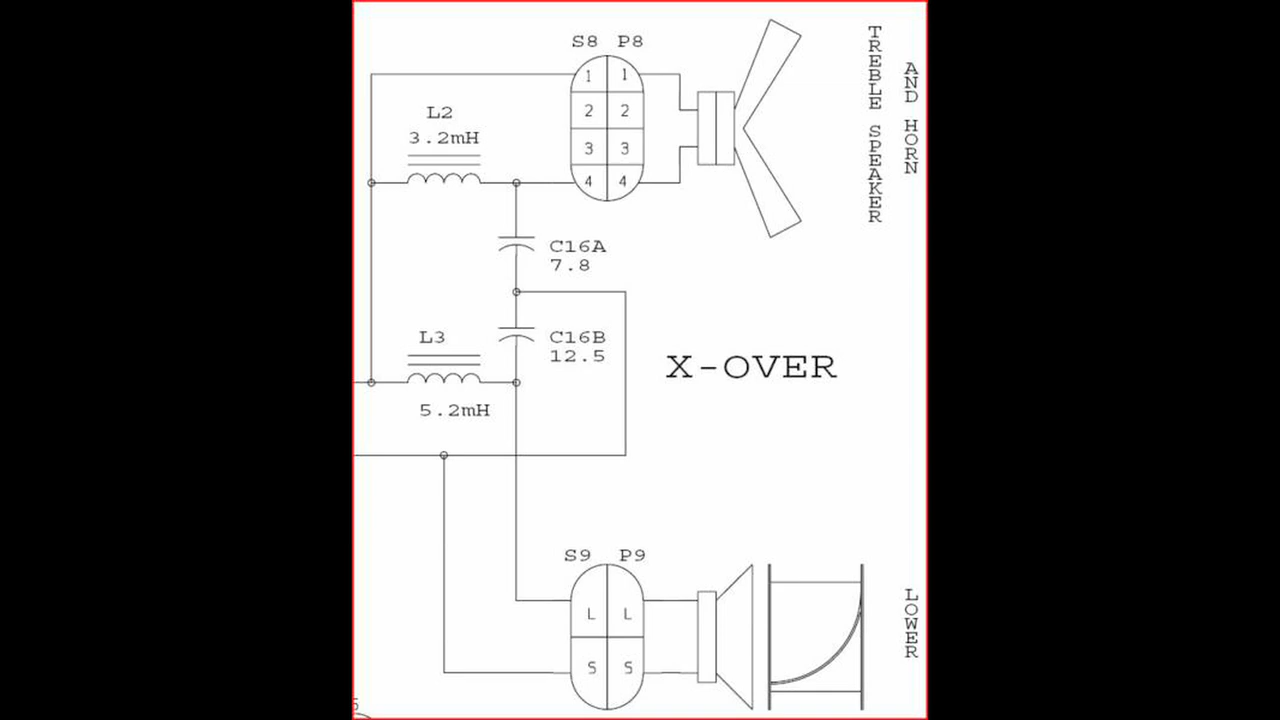 S8 P8
1 1
2 2
3 3
4 4
L2
3.2mH
C16A
7.8
L3
C16B
12.5
5.2mH
X-OVER
S9 P9
L L
S S
TREBLE SPEAKER
AND HORN
LOWER